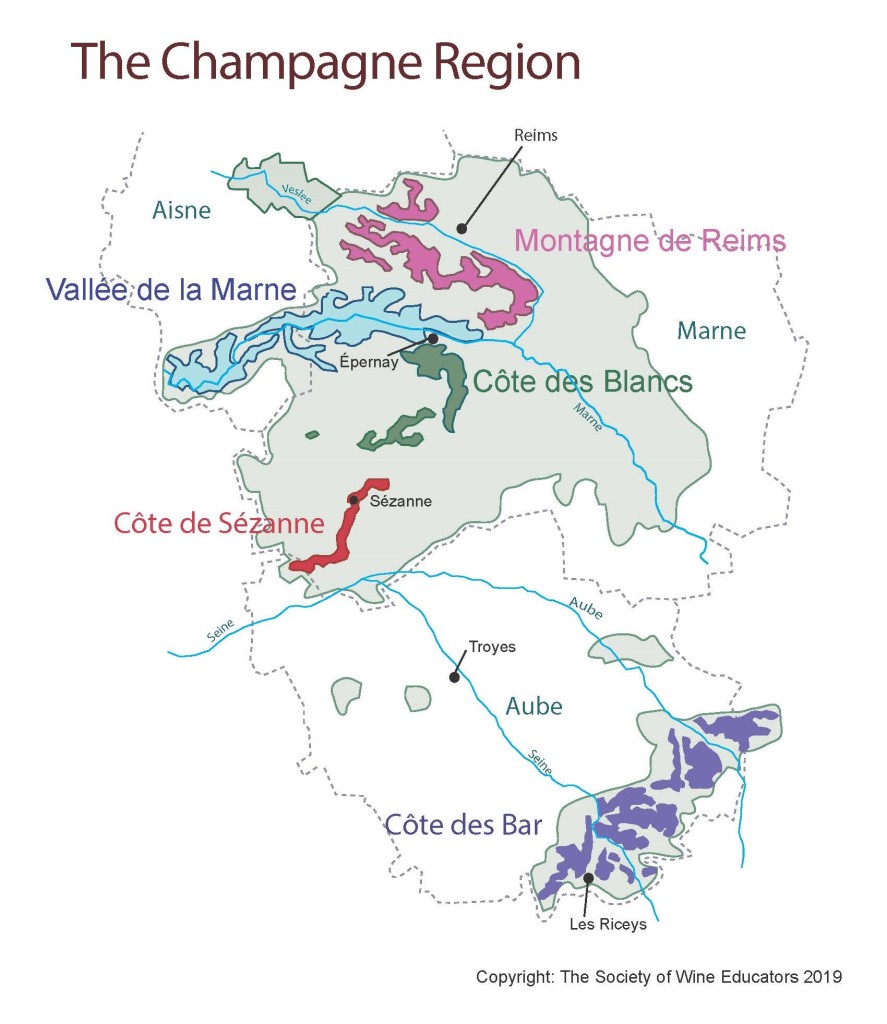 The Champagne Region
Reims
Veslee
Aisne
Montagne de Reims
Vallée de la Marne
Marne
Épernay
Côte des Blancs
Marne
Sézanne
Côte de Sézanne
Aube
Seine
Troyes
Aube
Seine
Côte des Bar
Les Riceys
Copyright: The Society of Wine Educators 2019